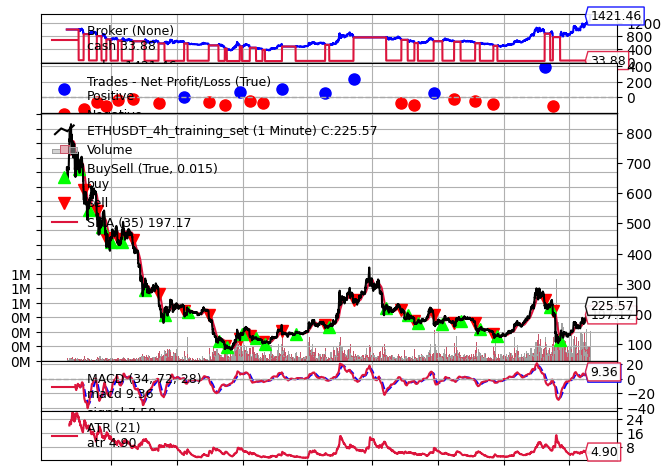 Broker (None)
cash 33.88
1421.46
1200
800
400
33.88
Trades - Net Profit/Loss (True)
Positive
Negative
400
200
0
ETHUSDT_4h_training_set (1 Minute) C:225.57
Volume
BuySell (True, 0.015)
buy
sell
SMA (35) 197.17
800
700
600
500
400
300
225.57
197.17
100
1M
1M
1M
0M
0M
0M
0M
MACD (34, 72, 28)
macd 9.36
signal 7.58
20
9.36
0
−20
−40
ATR (21)
atr 4.90
24
16
8
4.90